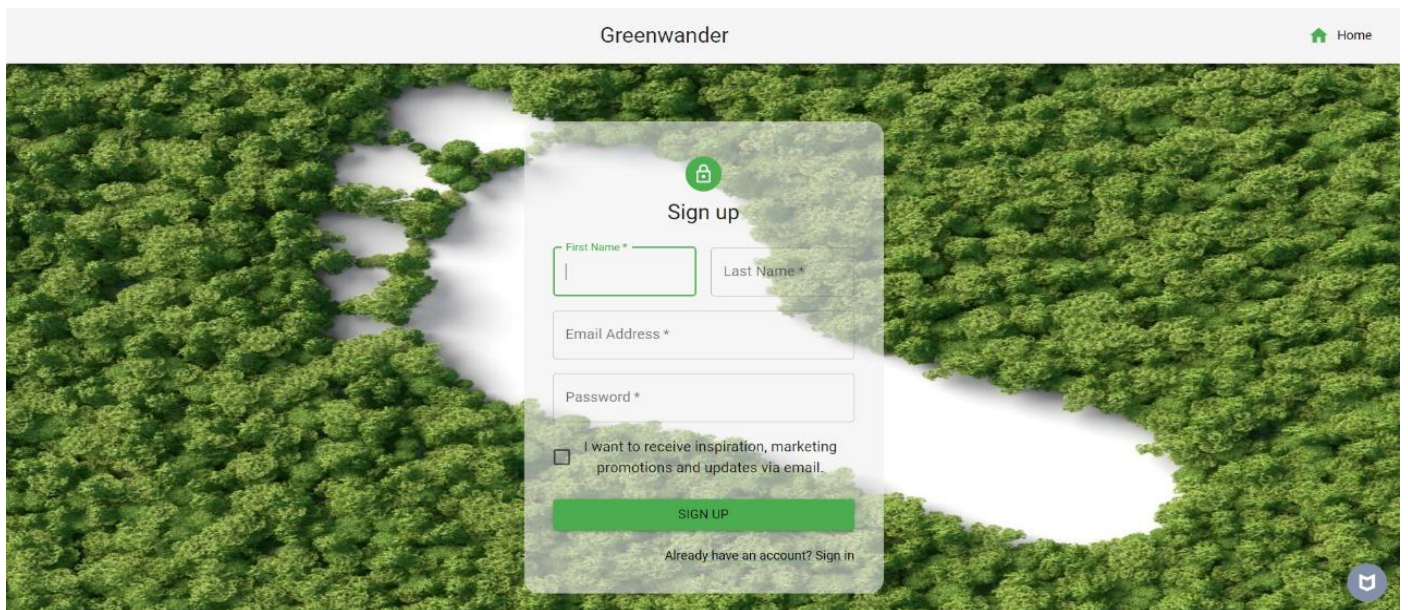 Greenwander
Home
Sign up
First Name *
Last Name *
Email Address *
Password *
I want to receive inspiration, marketing
promotions and updates via email.
SIGN UP
Already have an account? Sign in